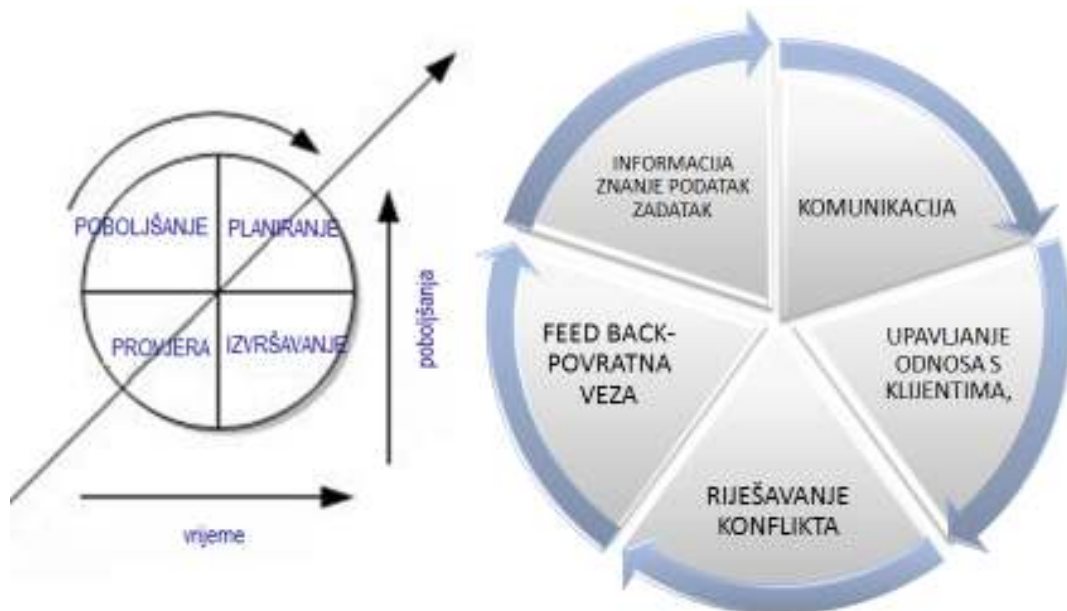 POBOLJŠANJE
PLANIRANJE
PROVJERA
IZVRŠAVANJE
poboljšanja
vrijeme
INFORMACIJA
ZNANJE PODATAK
ZADATAK
KOMUNIKACIJA
UPAVLJANJE
ODNOSA S
KLIJENTIMA,
RIJEŠAVANJE
KONFLIKTA
FEED BACK-
POVRATNA
VEZA